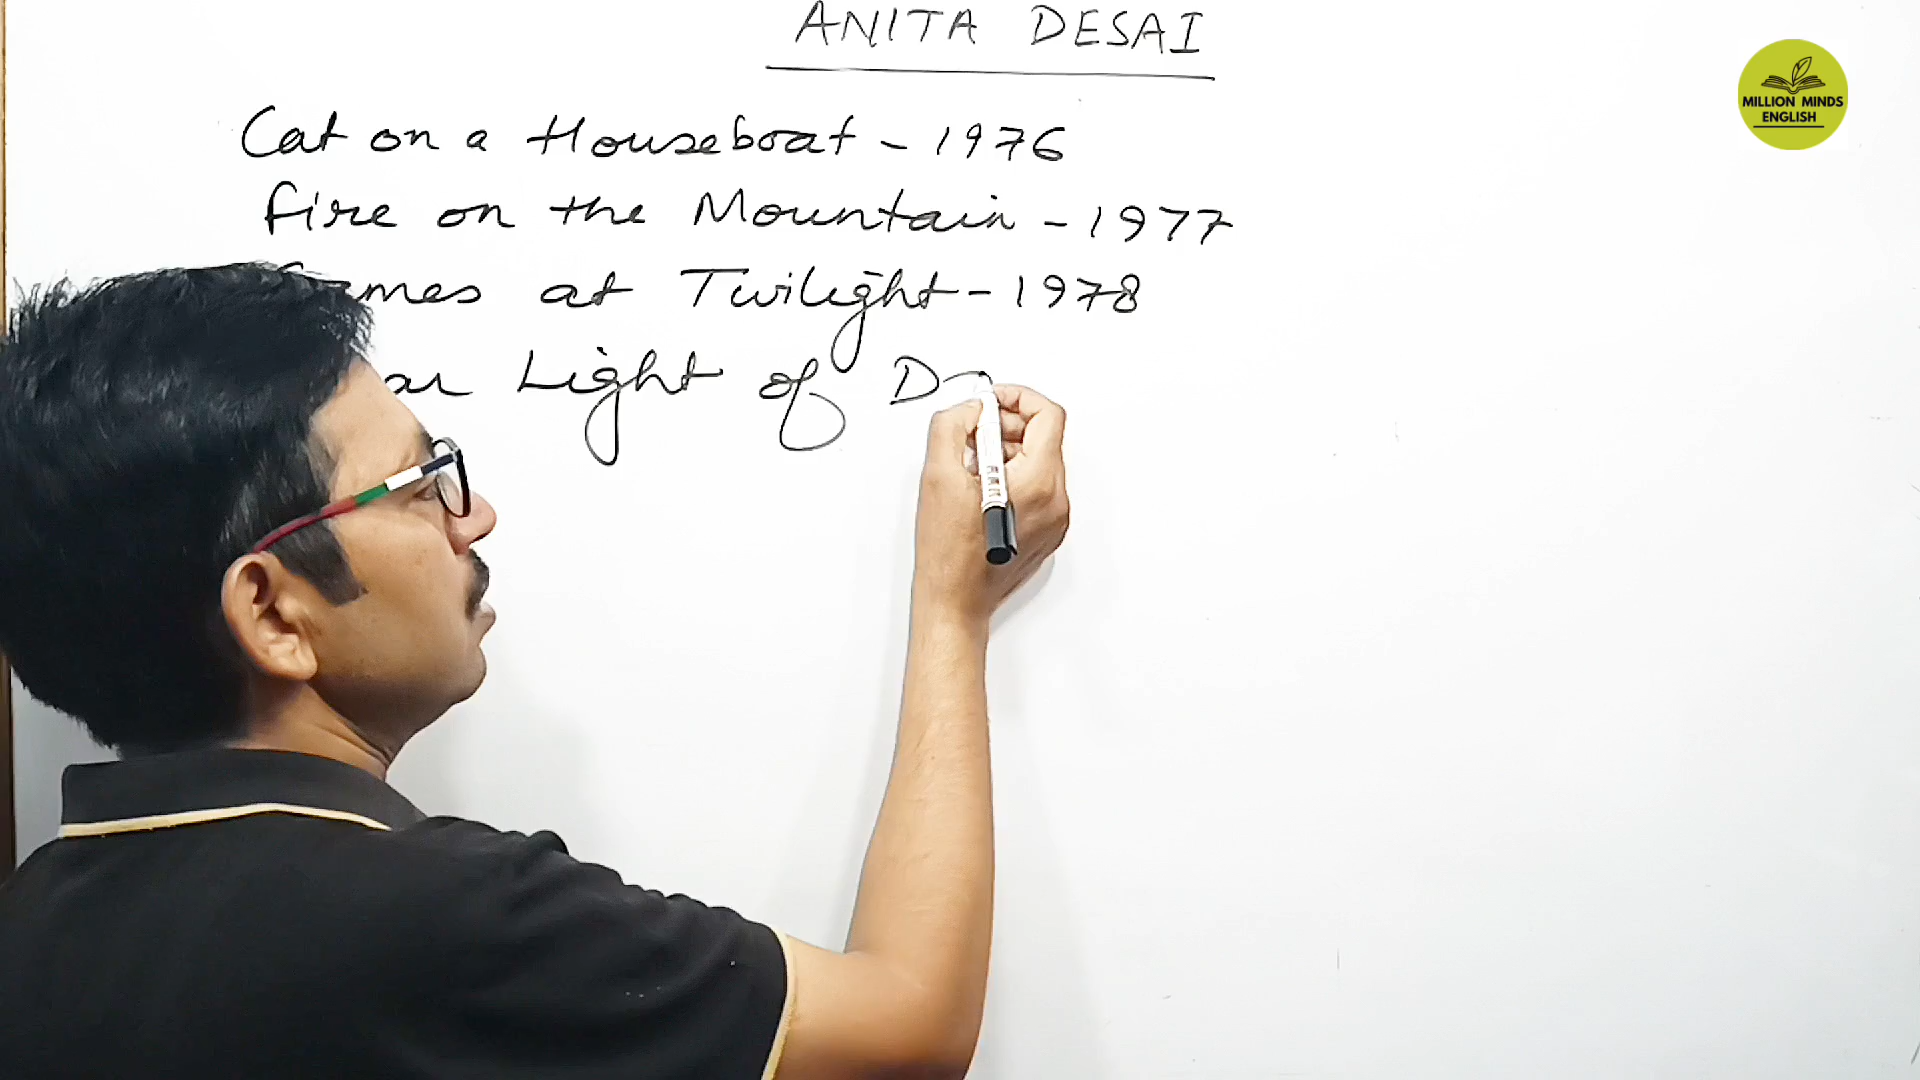 ANITA DESAI
MILLION MINDS
ENGLISH
Cat on a Houseboat - 1976
Fire on the Mountain - 1977
at Twilight - 1978
Light of